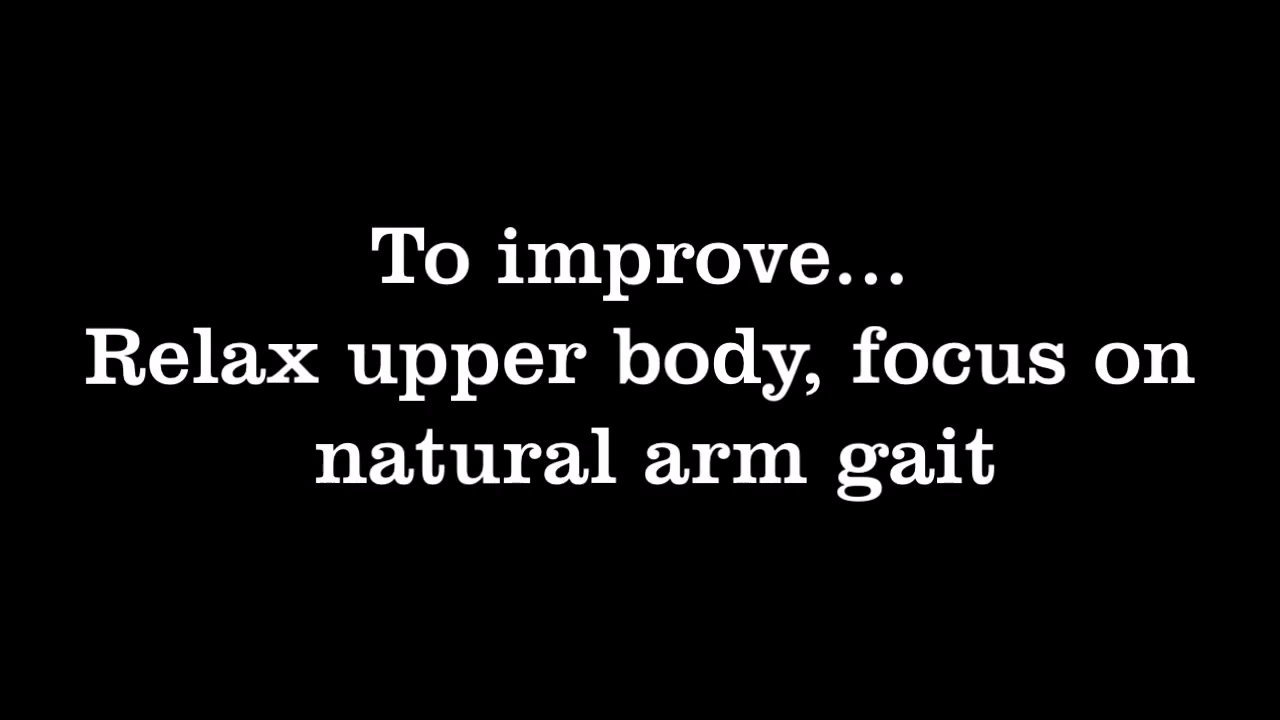 To improve...
Relax upper body, focus on
natural arm gait